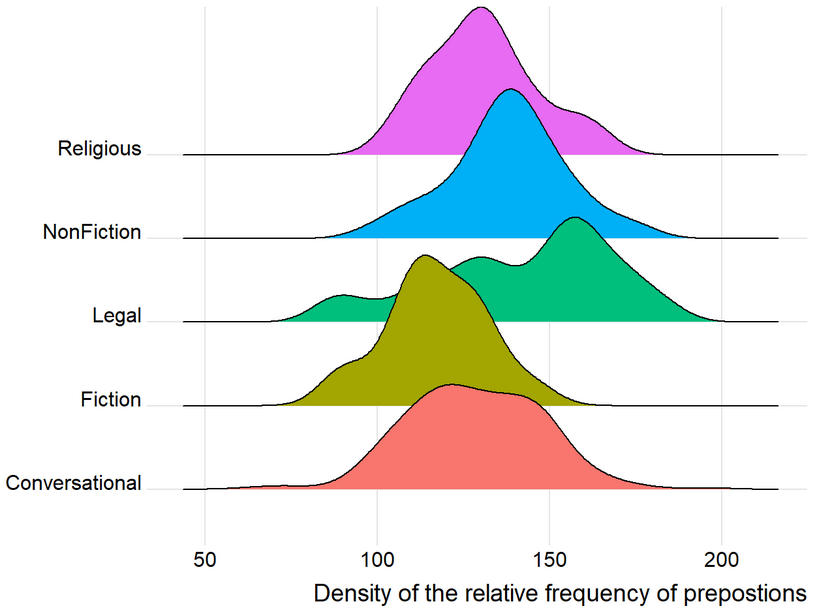 Religious
NonFiction
Legal
Fiction
Conversational
50 100 150 200
Density of the relative frequency of prepostions